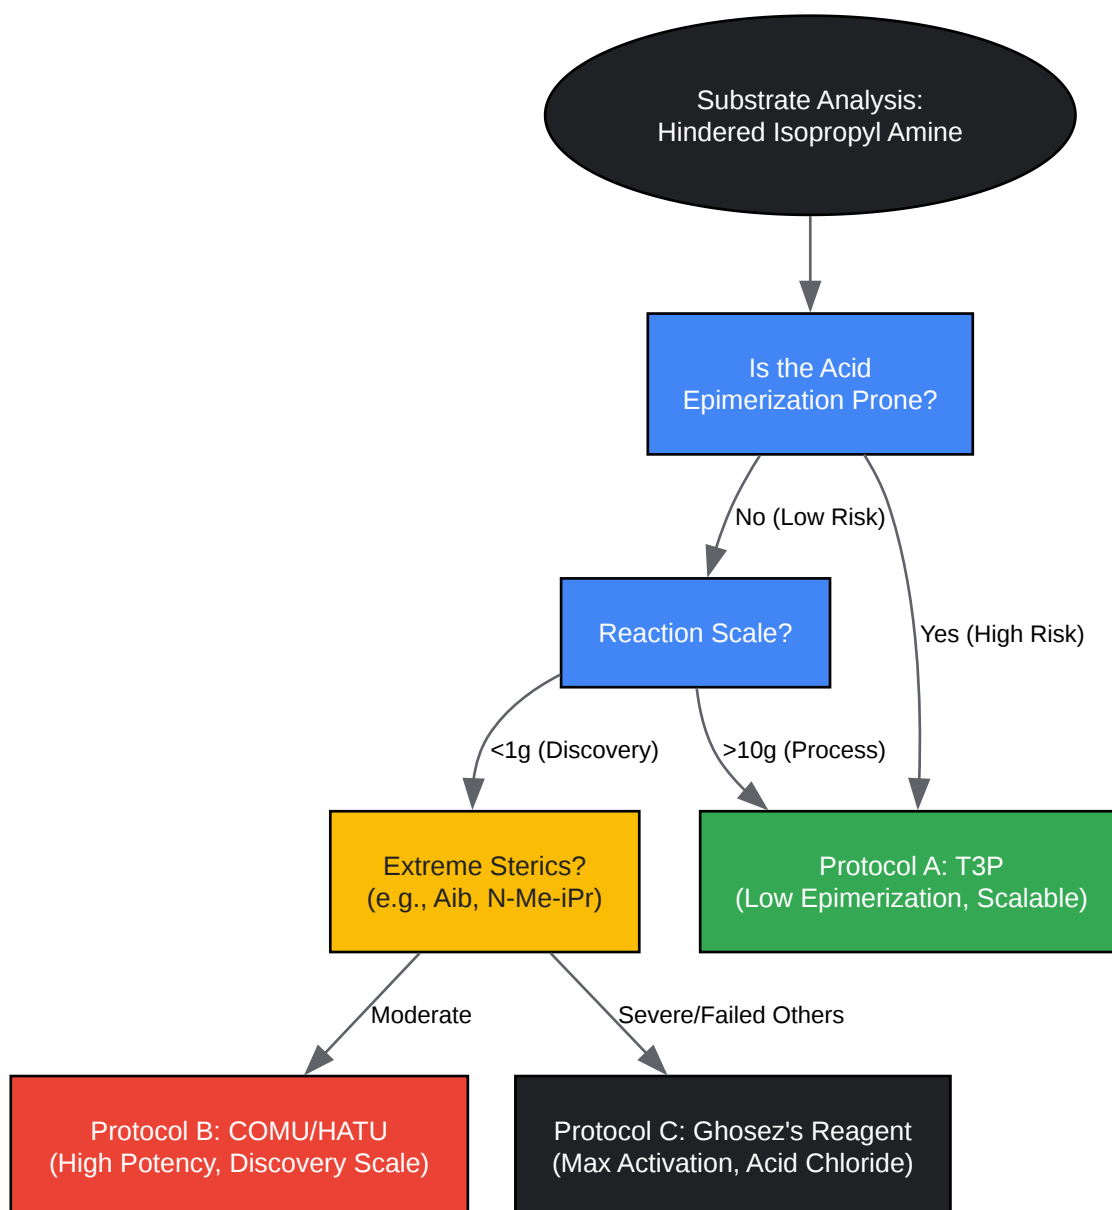 Substrate Analysis:
Hindered Isopropyl Amine
Is the Acid
Epimerization Prone?
No (Low Risk)
Reaction Scale?
Yes (High Risk)
<1g (Discovery)
>10g (Process)
Extreme Sterics?
(e.g., Aib, N-Me-iPr)
Protocol A: T3P
(Low Epimerization, Scalable)
Moderate
Severe/Failed Others
Protocol B: COMU/HATU
(High Potency, Discovery Scale)
Protocol C: Ghosez's Reagent
(Max Activation, Acid Chloride)